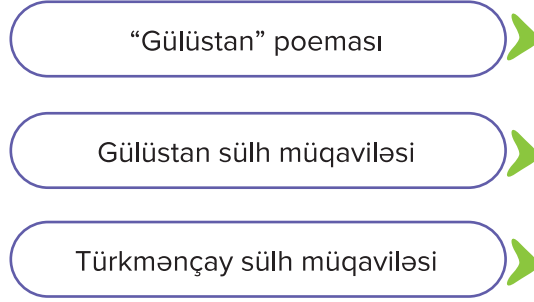 “Gülüstan” poeması
Gülüstan sülh müqaviləsi
Türkmənçay sülh müqaviləsi